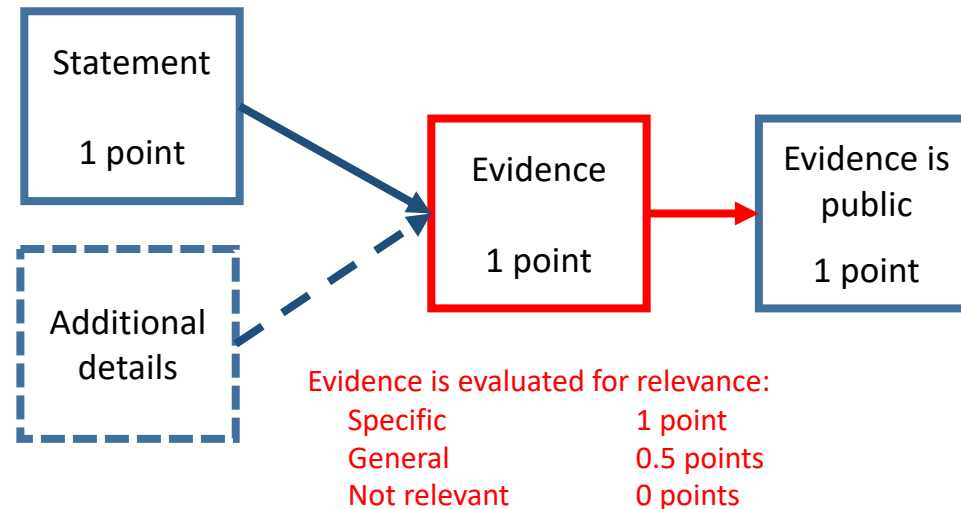 Statement
1 point
Additional
details
Evidence
1 point
Evidence is
public
1 point
Evidence is evaluated for relevance:
Specific 1 point
General 0.5 points
Not relevant 0 points